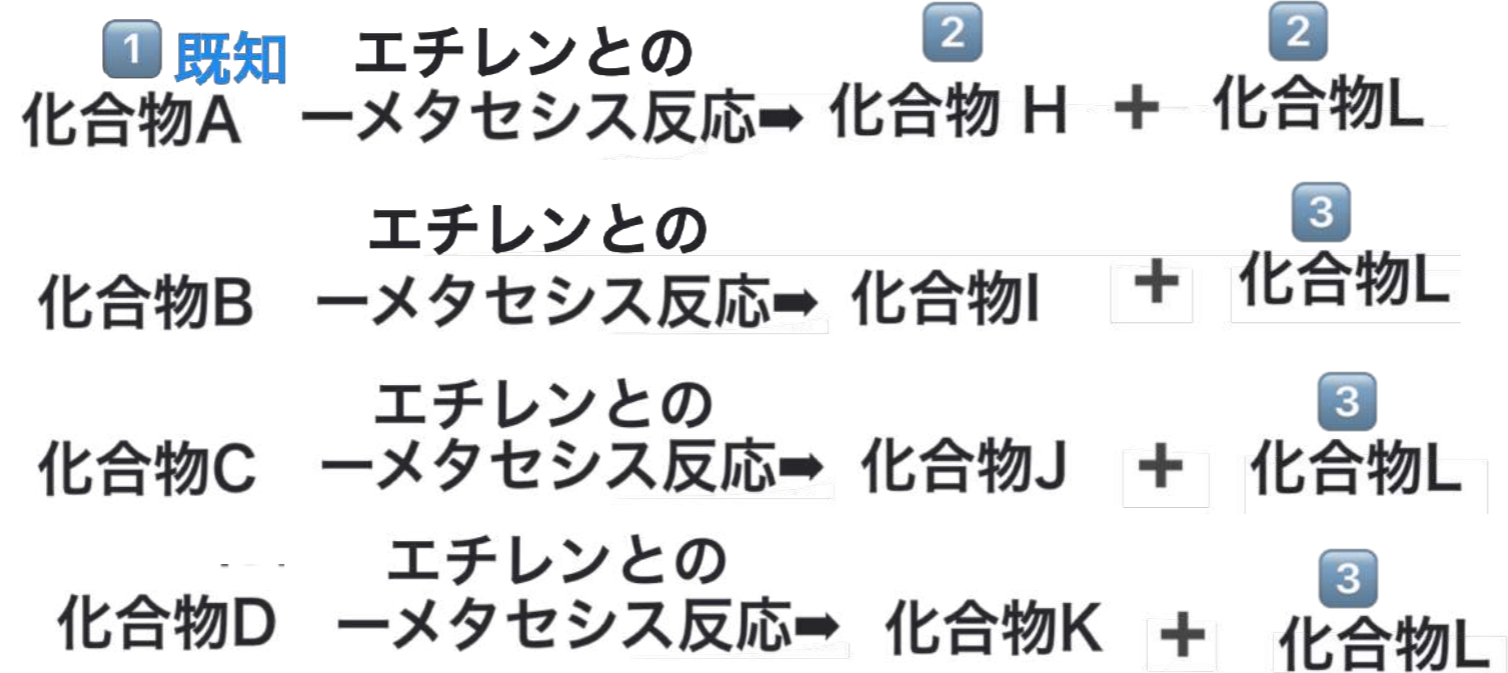 1 既知 エチレンとの 2 2
化合物A ーメタセシス反応➡ 化合物 H + 化合物L
エチレンとの 3
化合物B ーメタセシス反応➡ 化合物I + 化合物L
エチレンとの 3
化合物C ーメタセシス反応➡ 化合物J + 化合物L
エチレンとの 3
化合物D ーメタセシス反応➡ 化合物K + 化合物L